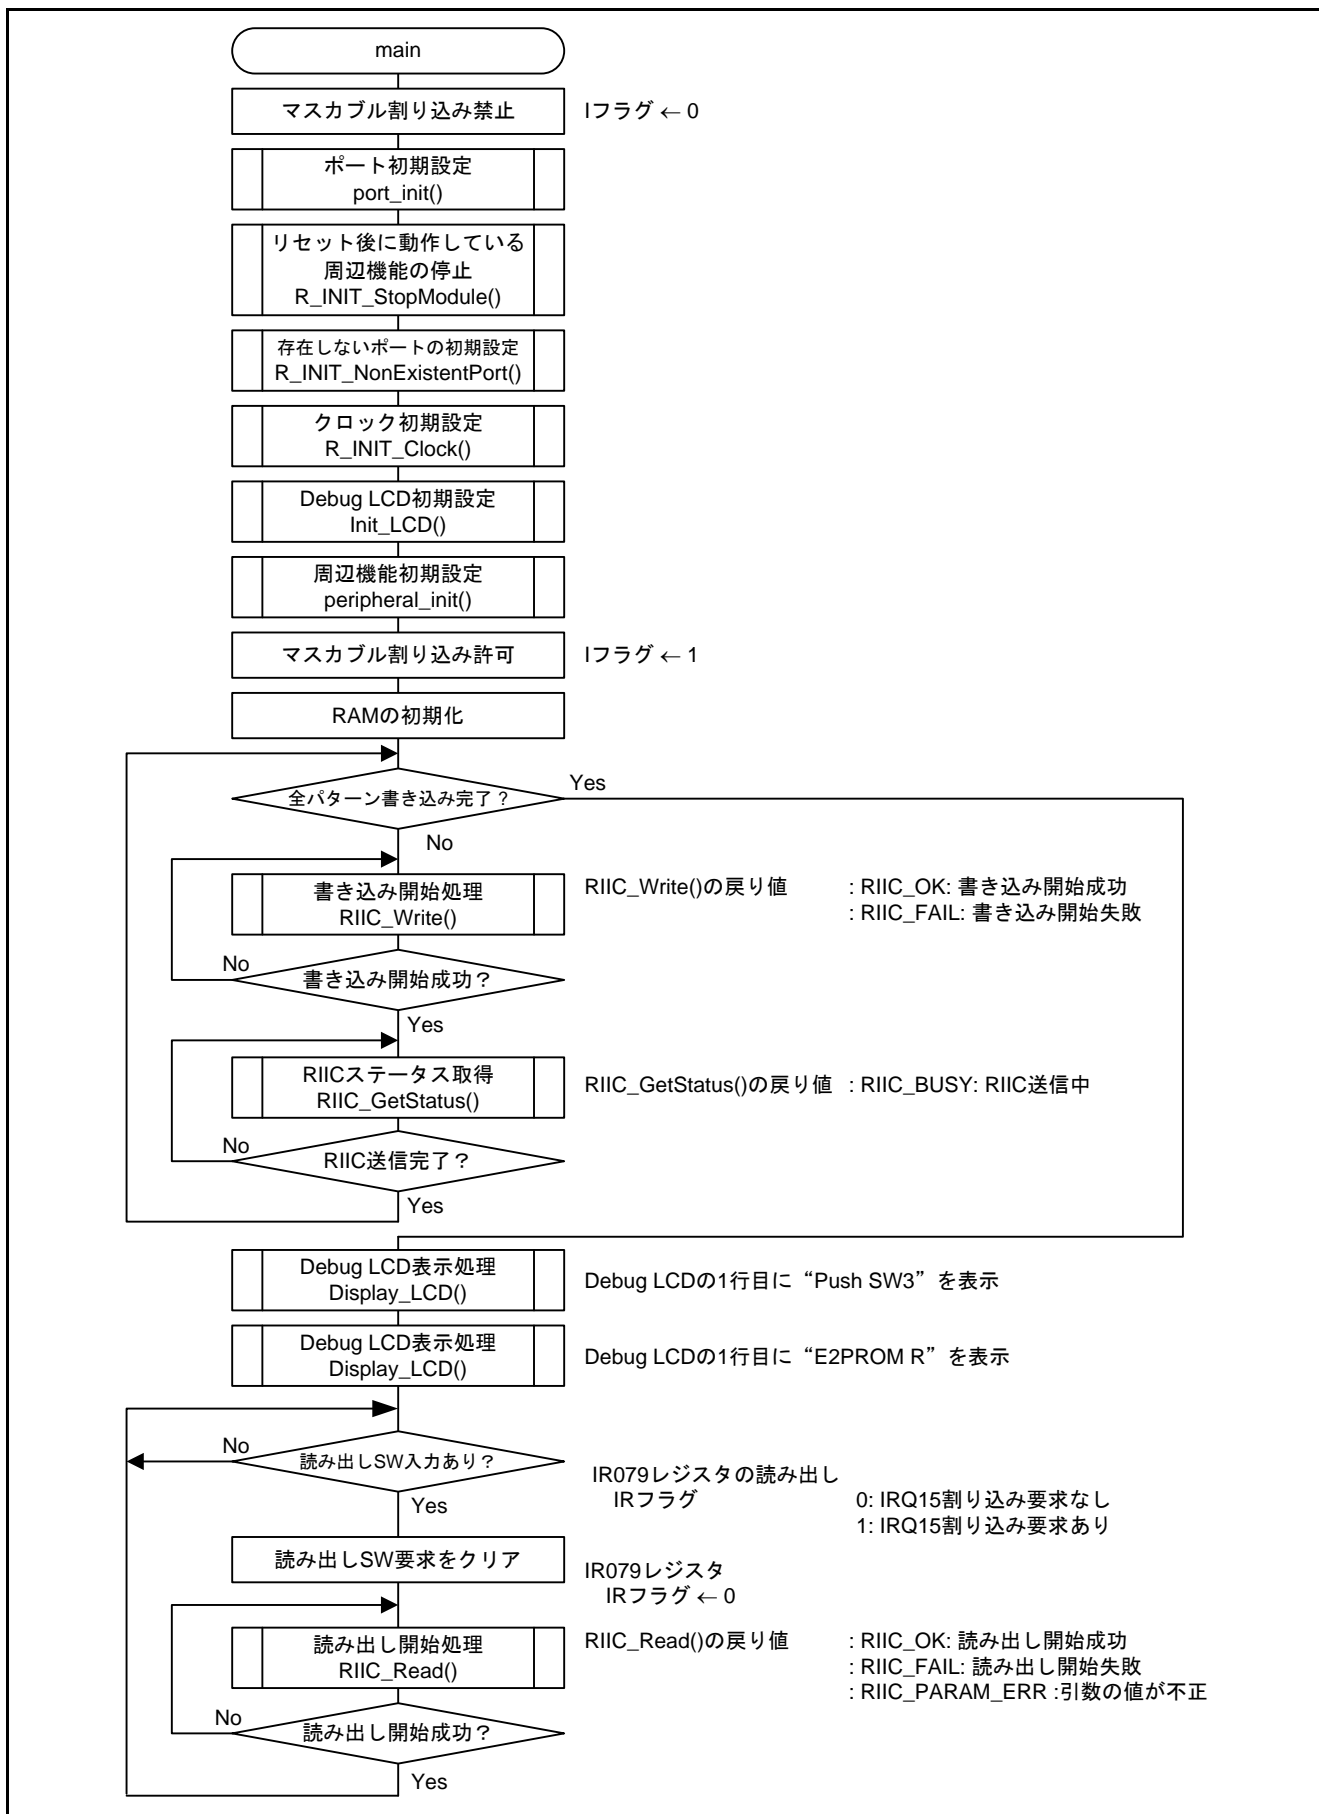 main
マスカブル割り込み禁止
Iフラグ ← 0
ポート初期設定
port_init()
リセット後に動作している
周辺機能の停止
R_INIT_StopModule()
存在しないポートの初期設定
R_INIT_NonExistentPort()
クロック初期設定
R_INIT_Clock()
Debug LCD初期設定
Init_LCD()
周辺機能初期設定
peripheral_init()
マスカブル割り込み許可
Iフラグ ← 1
RAMの初期化
全パターン書き込み完了？
Yes
No
書き込み開始処理
RIIC_Write()
RIIC_Write()の戻り値 : RIIC_OK: 書き込み開始成功
: RIIC_FAIL: 書き込み開始失敗
No
書き込み開始成功？
Yes
RIICステータス取得
RIIC_GetStatus()
RIIC_GetStatus()の戻り値 : RIIC_BUSY: RIIC送信中
No
RIIC送信完了？
Yes
Debug LCD表示処理
Display_LCD()
Debug LCDの1行目に“Push SW3”を表示
Debug LCD表示処理
Display_LCD()
Debug LCDの1行目に“E2PROM R”を表示
No
読み出しSW入力あり？
Yes
IR079レジスタの読み出し
IRフラグ 0: IRQ15割り込み要求なし
1: IRQ15割り込み要求あり
読み出しSW要求をクリア
IR079レジスタ
IRフラグ ← 0
読み出し開始処理
RIIC_Read()
RIIC_Read()の戻り値 : RIIC_OK: 読み出し開始成功
: RIIC_FAIL: 読み出し開始失敗
: RIIC_PARAM_ERR :引数の値が不正
No
読み出し開始成功？
Yes